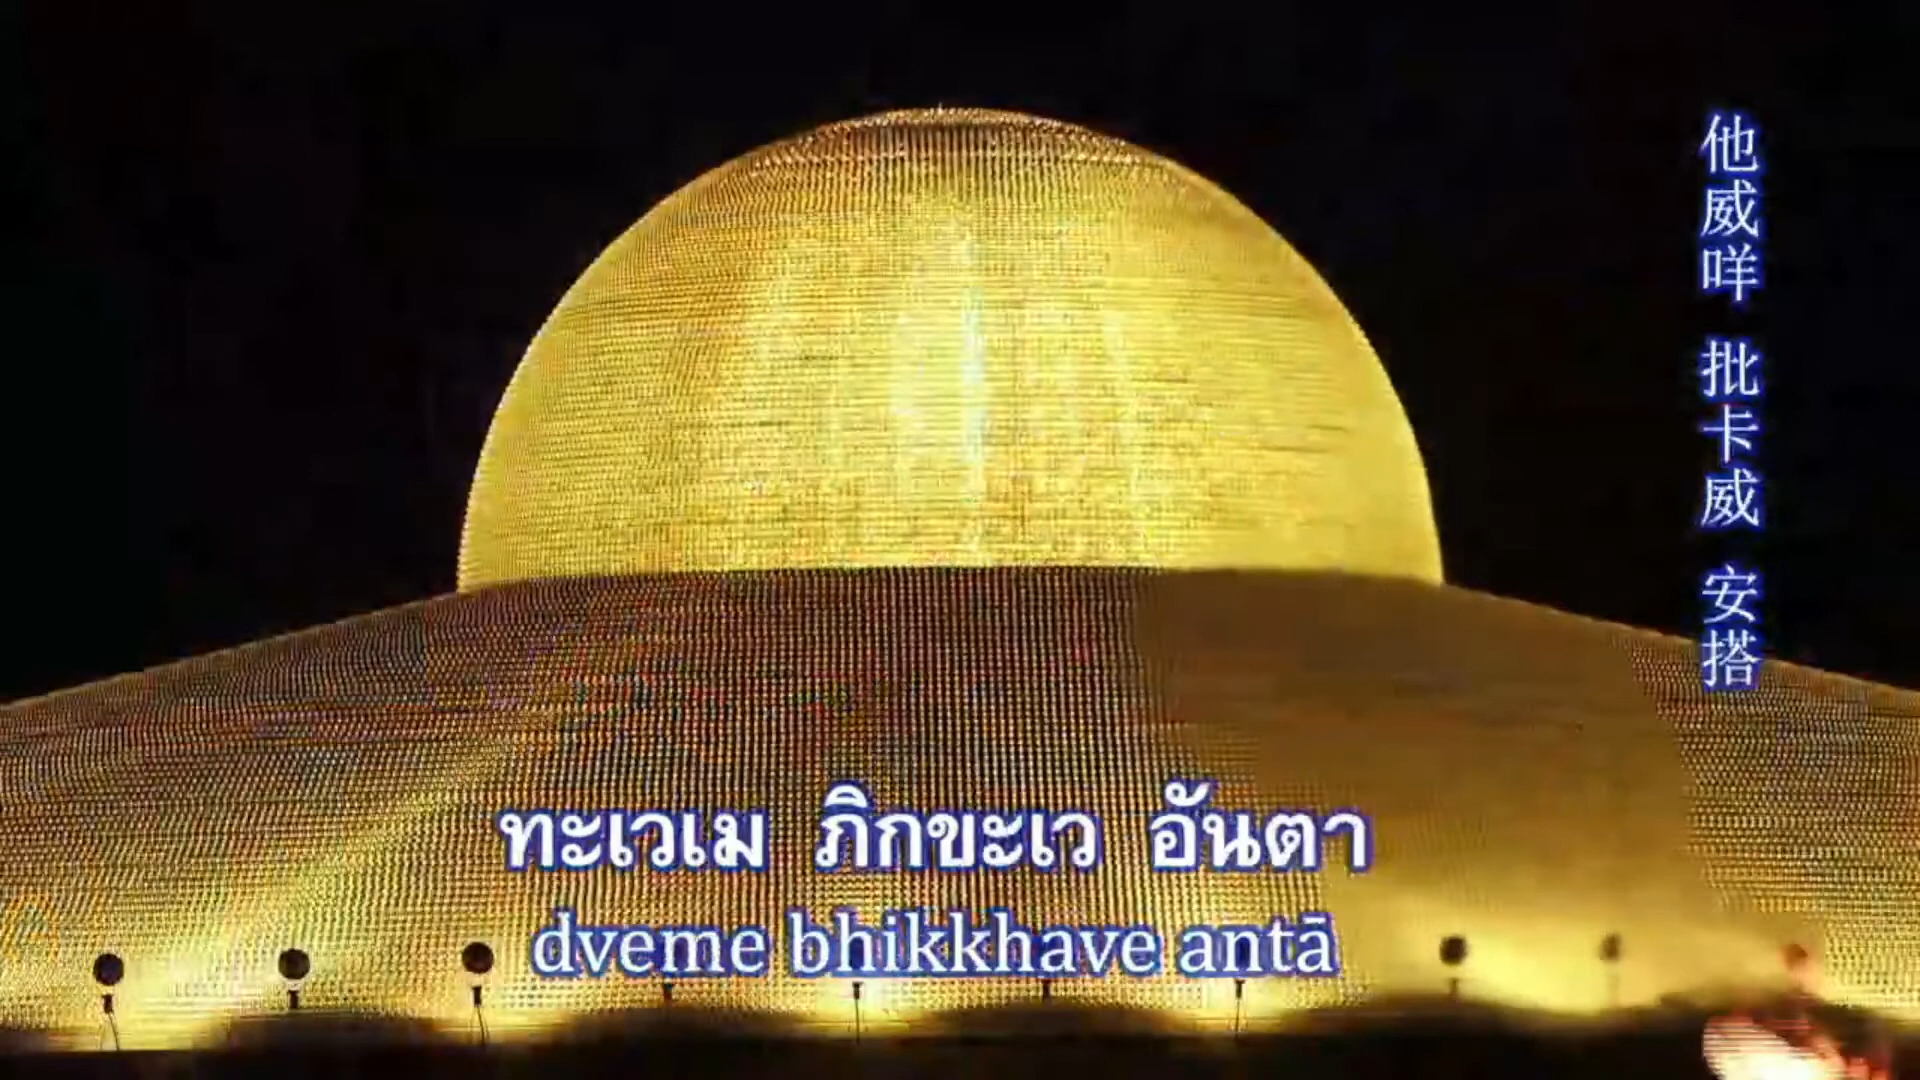 他威咩 批卡威 安搭
ทะเวเม ภิกขะเว อันตา
dveme bhikkhave antā